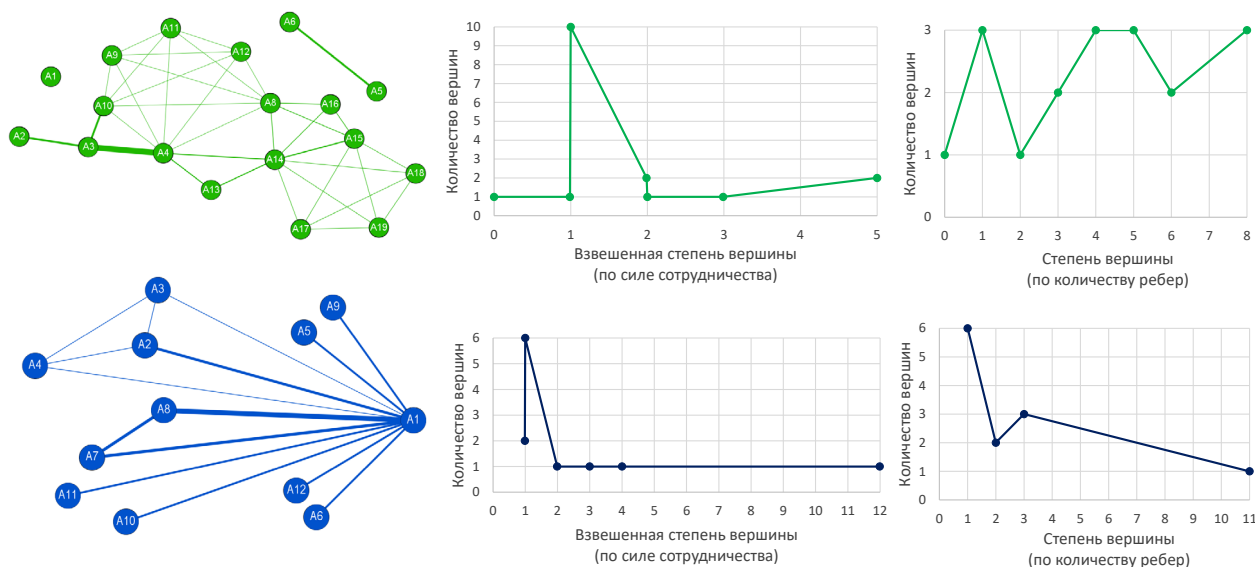 A11
A6
A9
A12
A1
A5
A10
A8
A16
A2
A3
A4
A15
A14
A18
A13
A17
A19
Количество вершин
10
9
8
7
6
5
4
3
2
1
0
0 1 2 3 4 5
Взвешенная степень вершины
(по силе сотрудничества)
Количество вершин
3
2
1
0
0 1 2 3 4 5 6 7 8
Степень вершины
(по количеству ребер)
A3
A9
A5
A2
A4
A8
A1
A7
A11
A12
A10
A6
Количество вершин
6
5
4
3
2
1
0
0 1 2 3 4 5 6 7 8 9 10 11 12
Взвешенная степень вершины
(по силе сотрудничества)
Количество вершин
6
5
4
3
2
1
0
0 1 2 3 4 5 6 7 8 9 10 11
Степень вершины
(по количеству ребер)